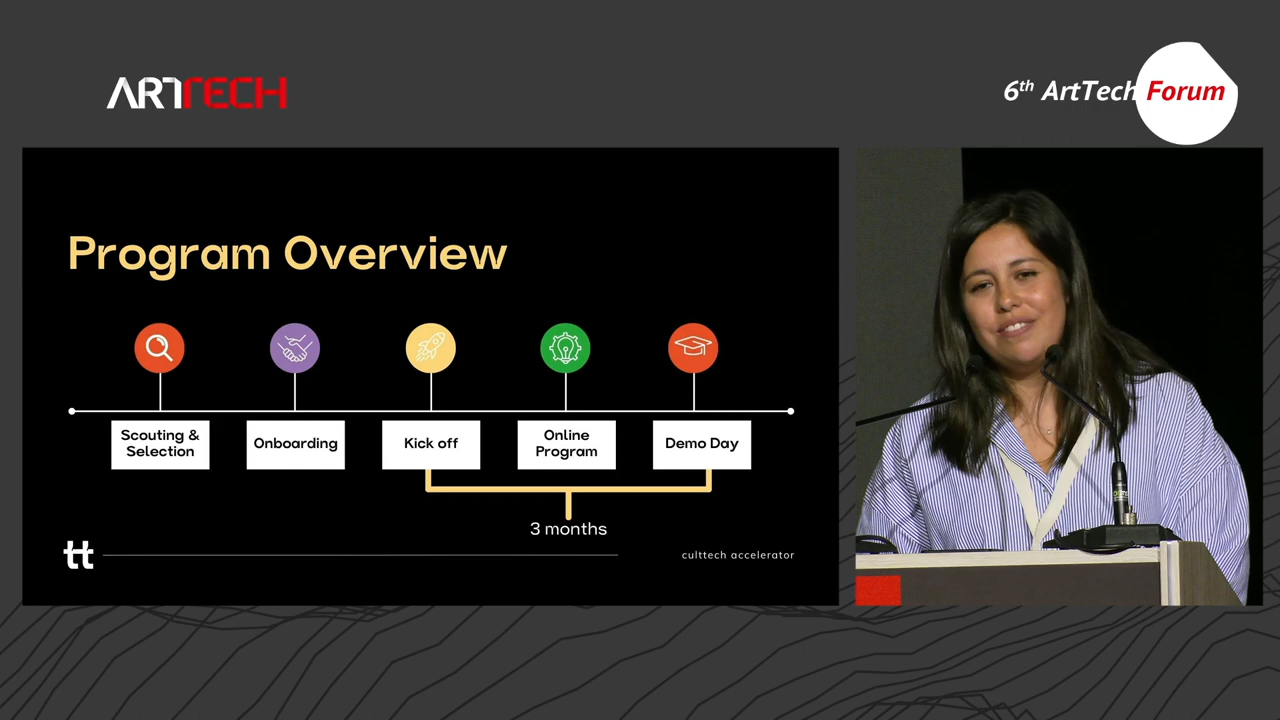 ARTTECH
6th ArtTech Forum
Program Overview
Scouting &
Selection
Onboarding
Kick off
Online
Program
Demo Day
3 months
tt
culttech accelerator